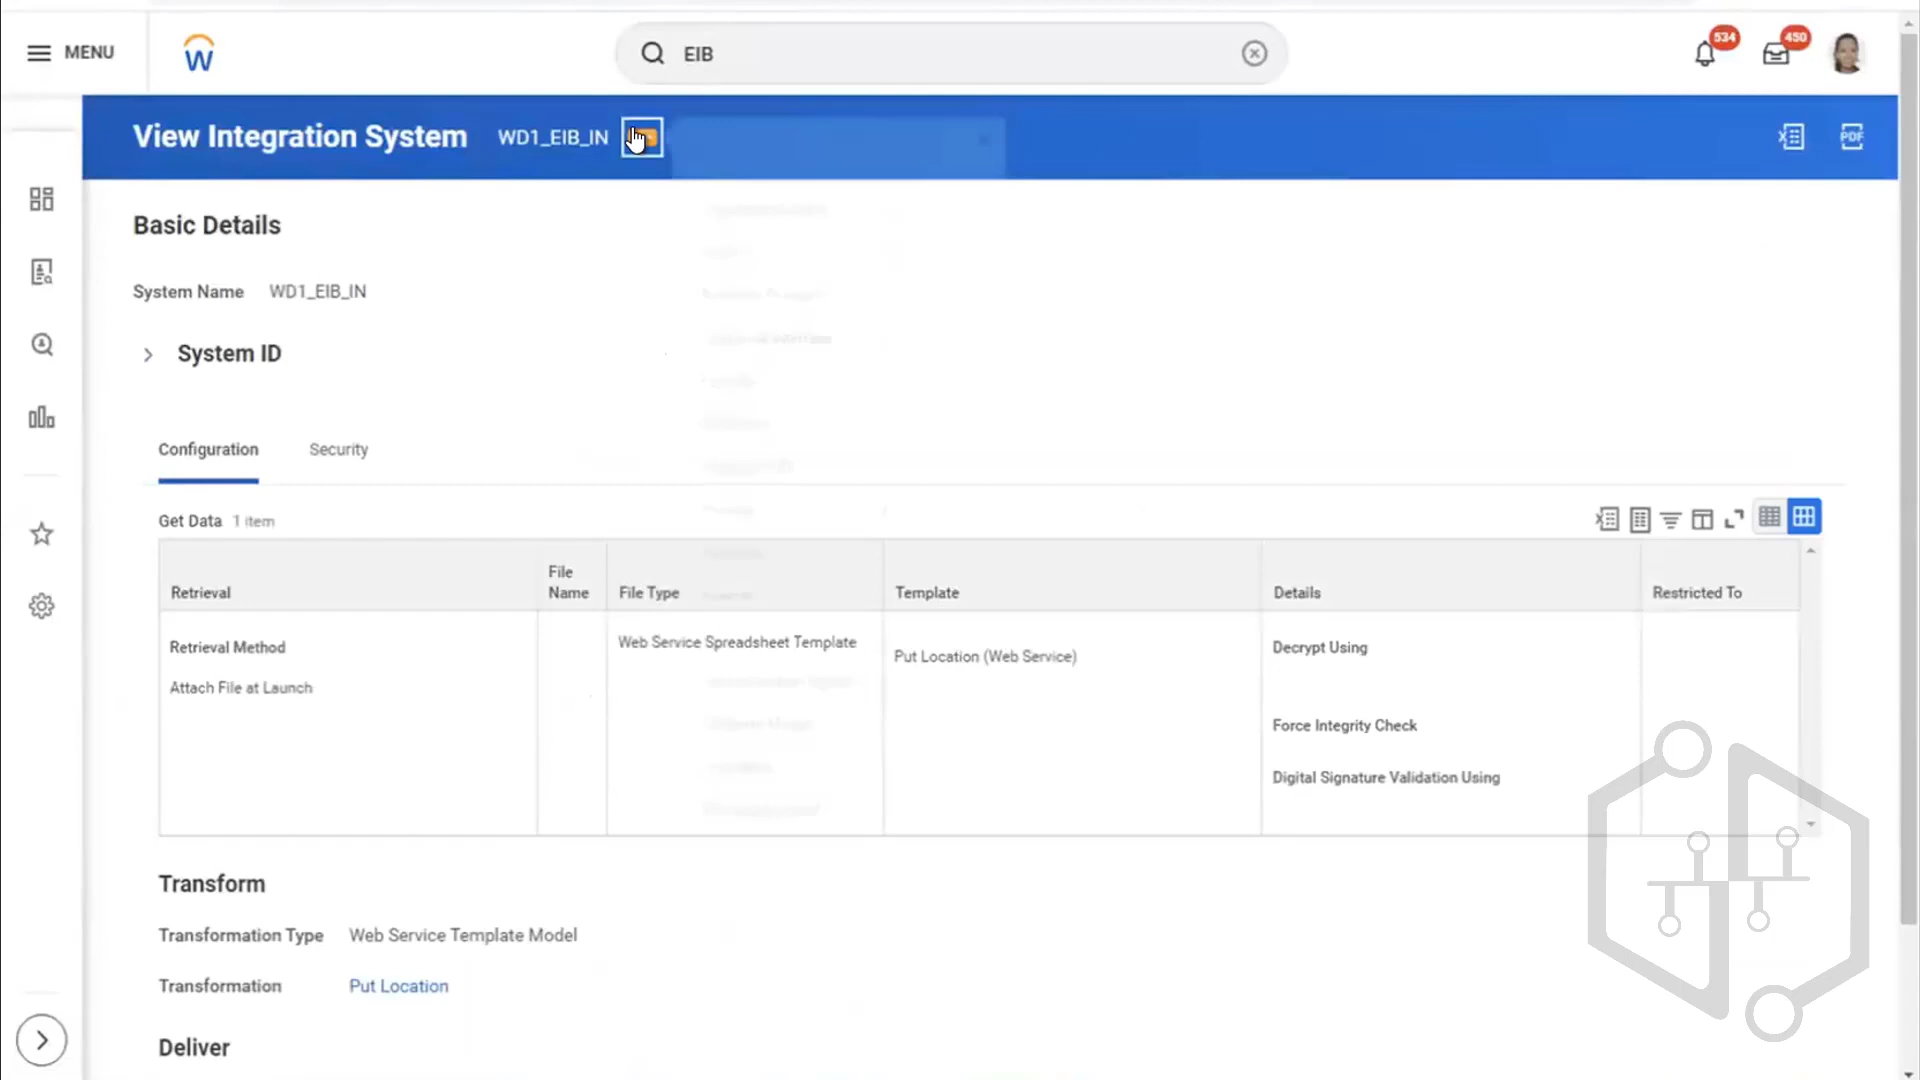 MENU
EIB
534
450
View Integration System WD1_EIB_IN
PDF
Basic Details
System Name WD1_EIB_IN
System ID
Configuration Security
Get Data 1 item
Retrieval File Name File Type Template Details Restricted To
Retrieval Method Web Service Spreadsheet Template Put Location (Web Service) Decrypt Using
Attach File at Launch
Force Integrity Check
Digital Signature Validation Using
Transform
Transformation Type Web Service Template Model
Transformation Put Location
Deliver